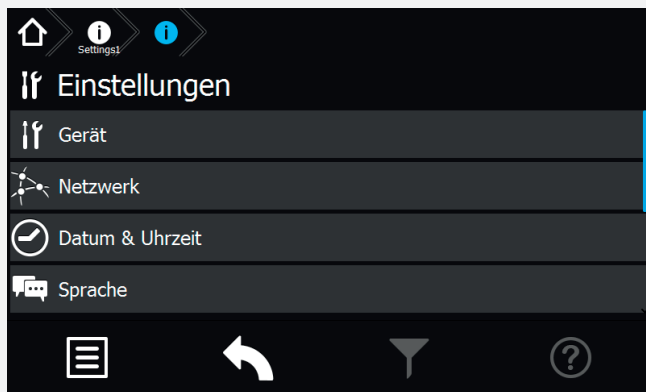 Settings1
Einstellungen
Gerät
Netzwerk
Datum & Uhrzeit
Sprache